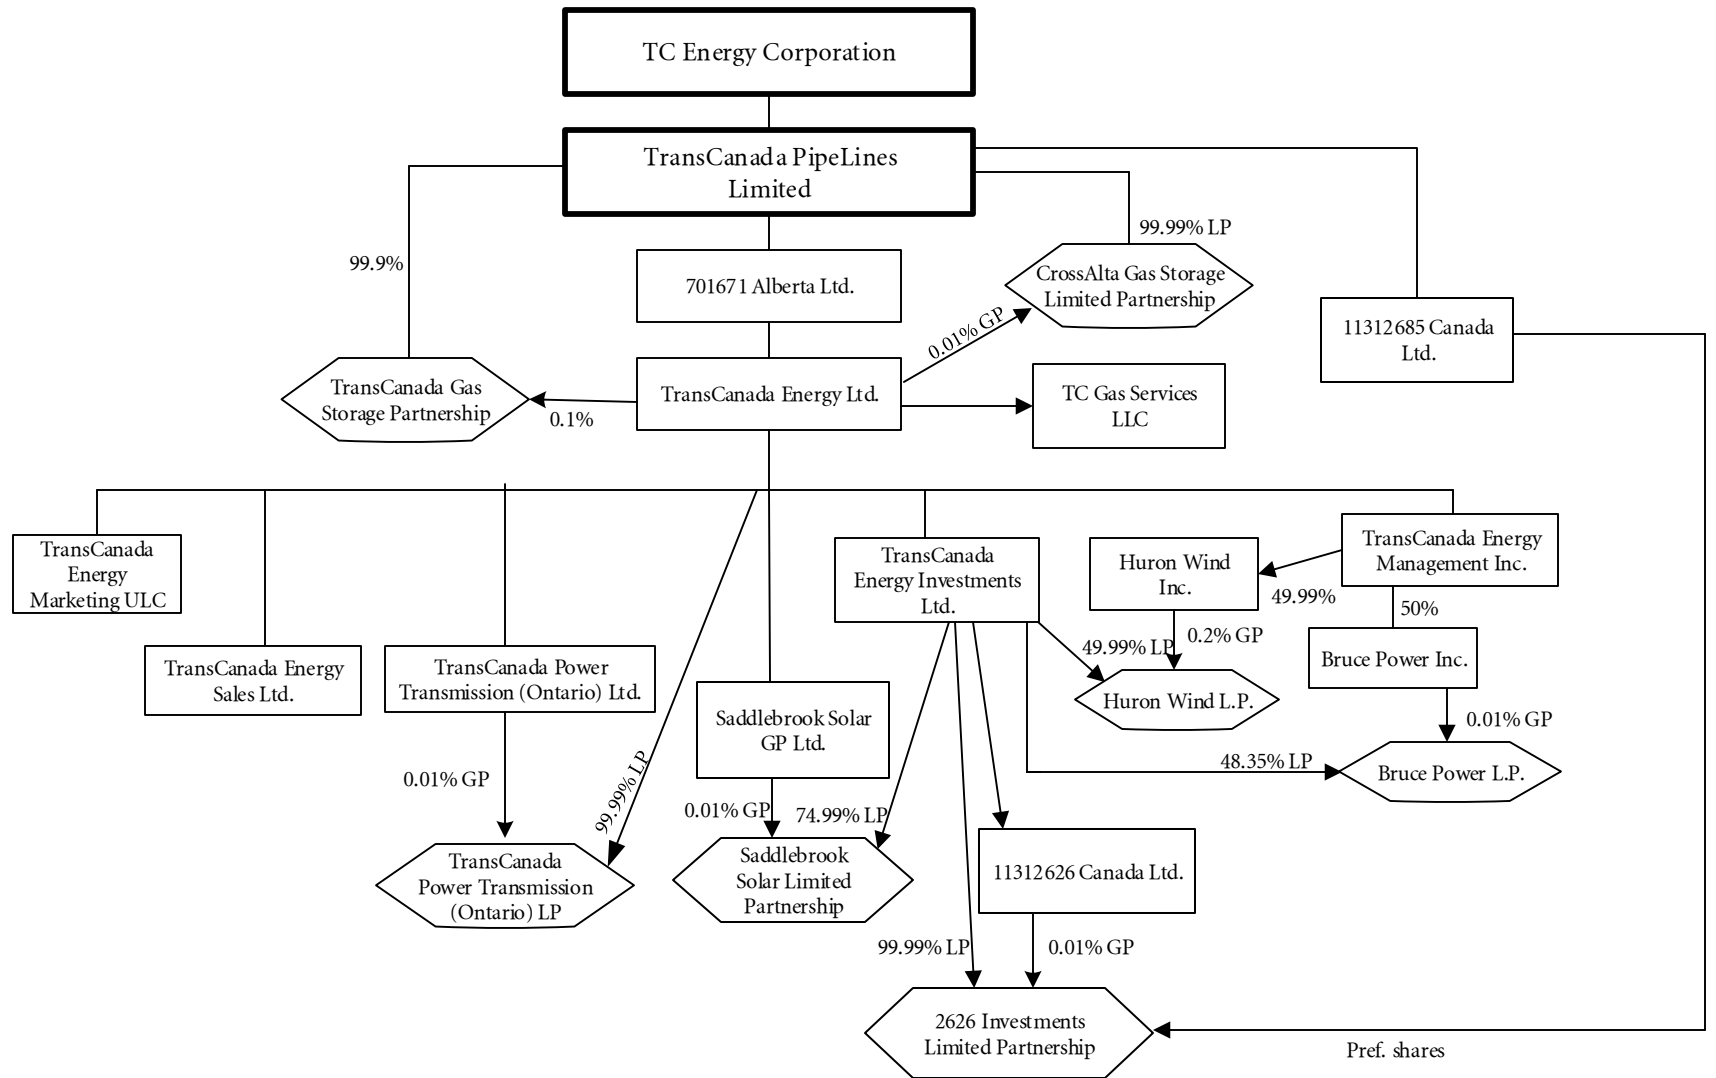 TC Energy Corporation
TransCanada PipeLines
Limited
99.99% LP
99.9%
701671 Alberta Ltd.
CrossAlta Gas Storage
Limited Partnership
0.01% GP
11312685 Canada
Ltd.
TransCanada Gas
Storage Partnership
0.1%
TransCanada Energy Ltd.
TC Gas Services
LLC
TransCanada
Energy
Marketing ULC
TransCanada
Energy Investments
Ltd.
Huron Wind
Inc.
TransCanada Energy
Management Inc.
49.99%
50%
TransCanada Energy
Sales Ltd.
TransCanada Power
Transmission (Ontario) Ltd.
49.99% LP
0.2% GP
Bruce Power Inc.
Saddlebrook Solar
GP Ltd.
Huron Wind L.P.
0.01% GP
48.35% LP
Bruce Power L.P.
0.01% GP
99.99% LP
0.01% GP
74.99% LP
TransCanada
Power Transmission
(Ontario) LP
Saddlebrook
Solar Limited
Partnership
11312626 Canada Ltd.
99.99% LP
0.01% GP
2626 Investments
Limited Partnership
Pref. shares